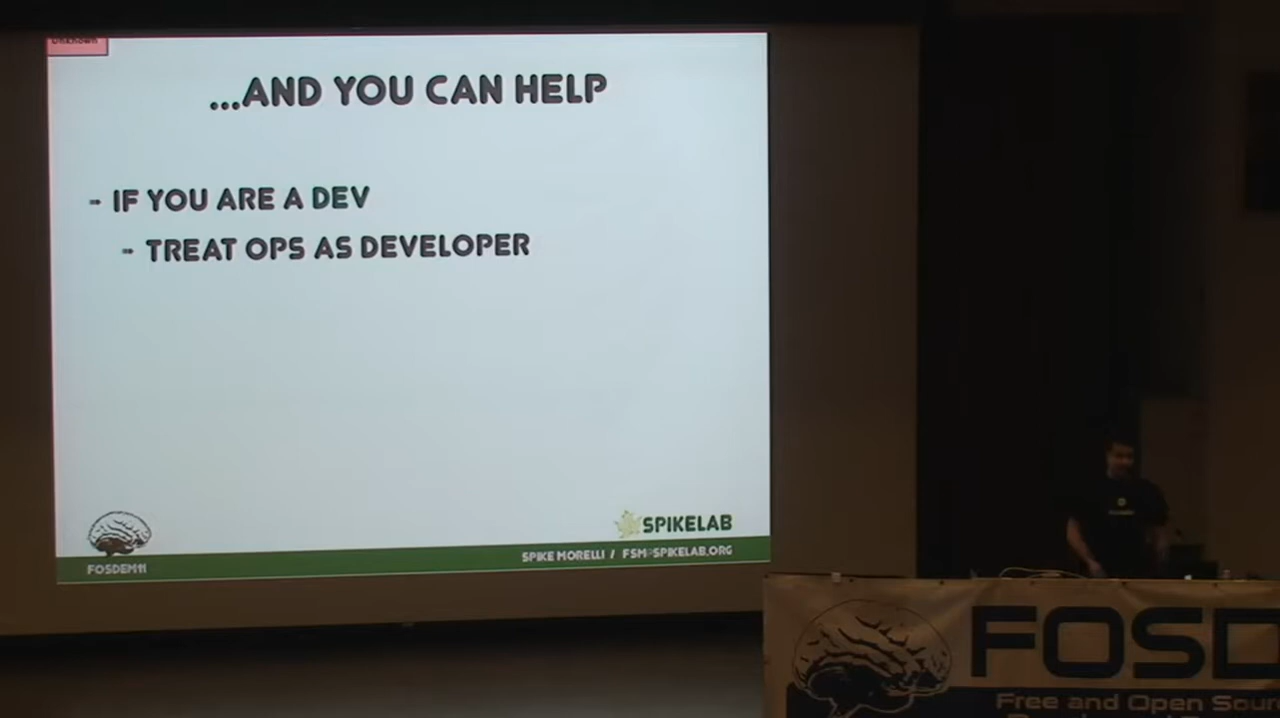 Unknown
...AND YOU CAN HELP
- IF YOU ARE A DEV
- TREAT OPS AS DEVELOPER
SPIKELAB
SPIKE MORELLI / FSM@SPIKELAB.ORG
FOSDEM11
FOSD
Free and Open Sour